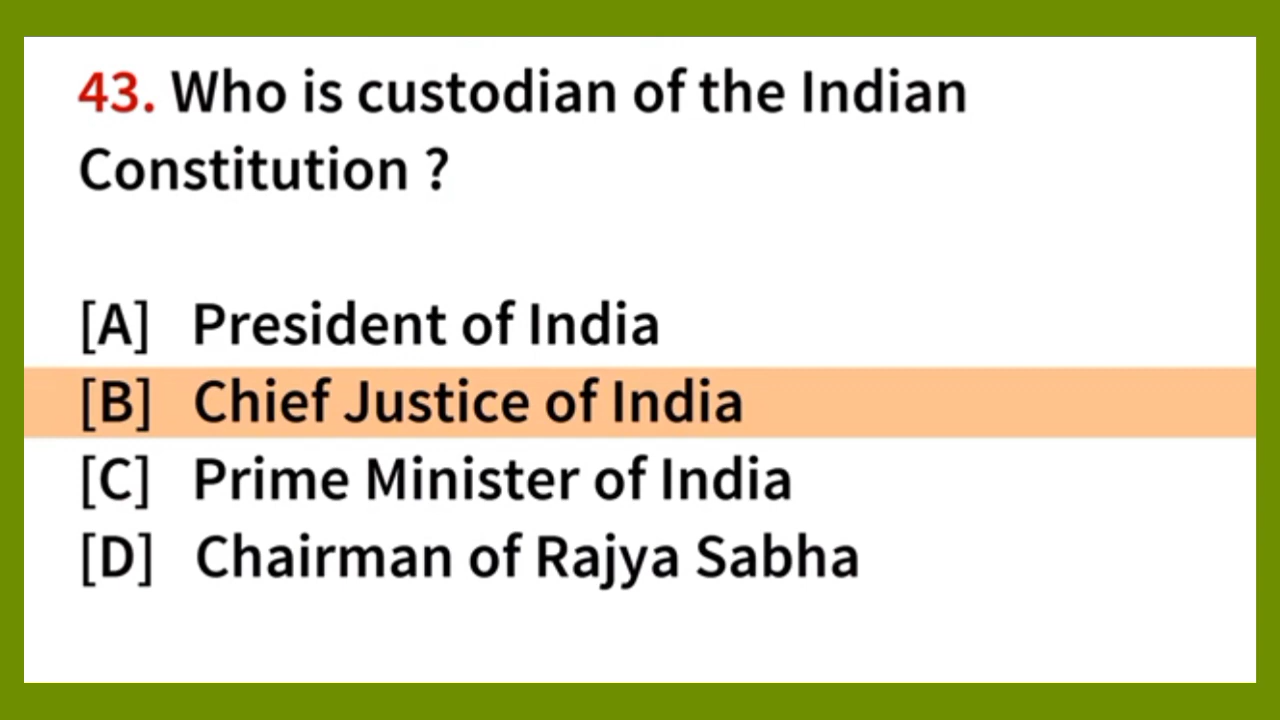 43. Who is custodian of the Indian
Constitution ?
[A] President of India
[B] Chief Justice of India
[C] Prime Minister of India
[D] Chairman of Rajya Sabha